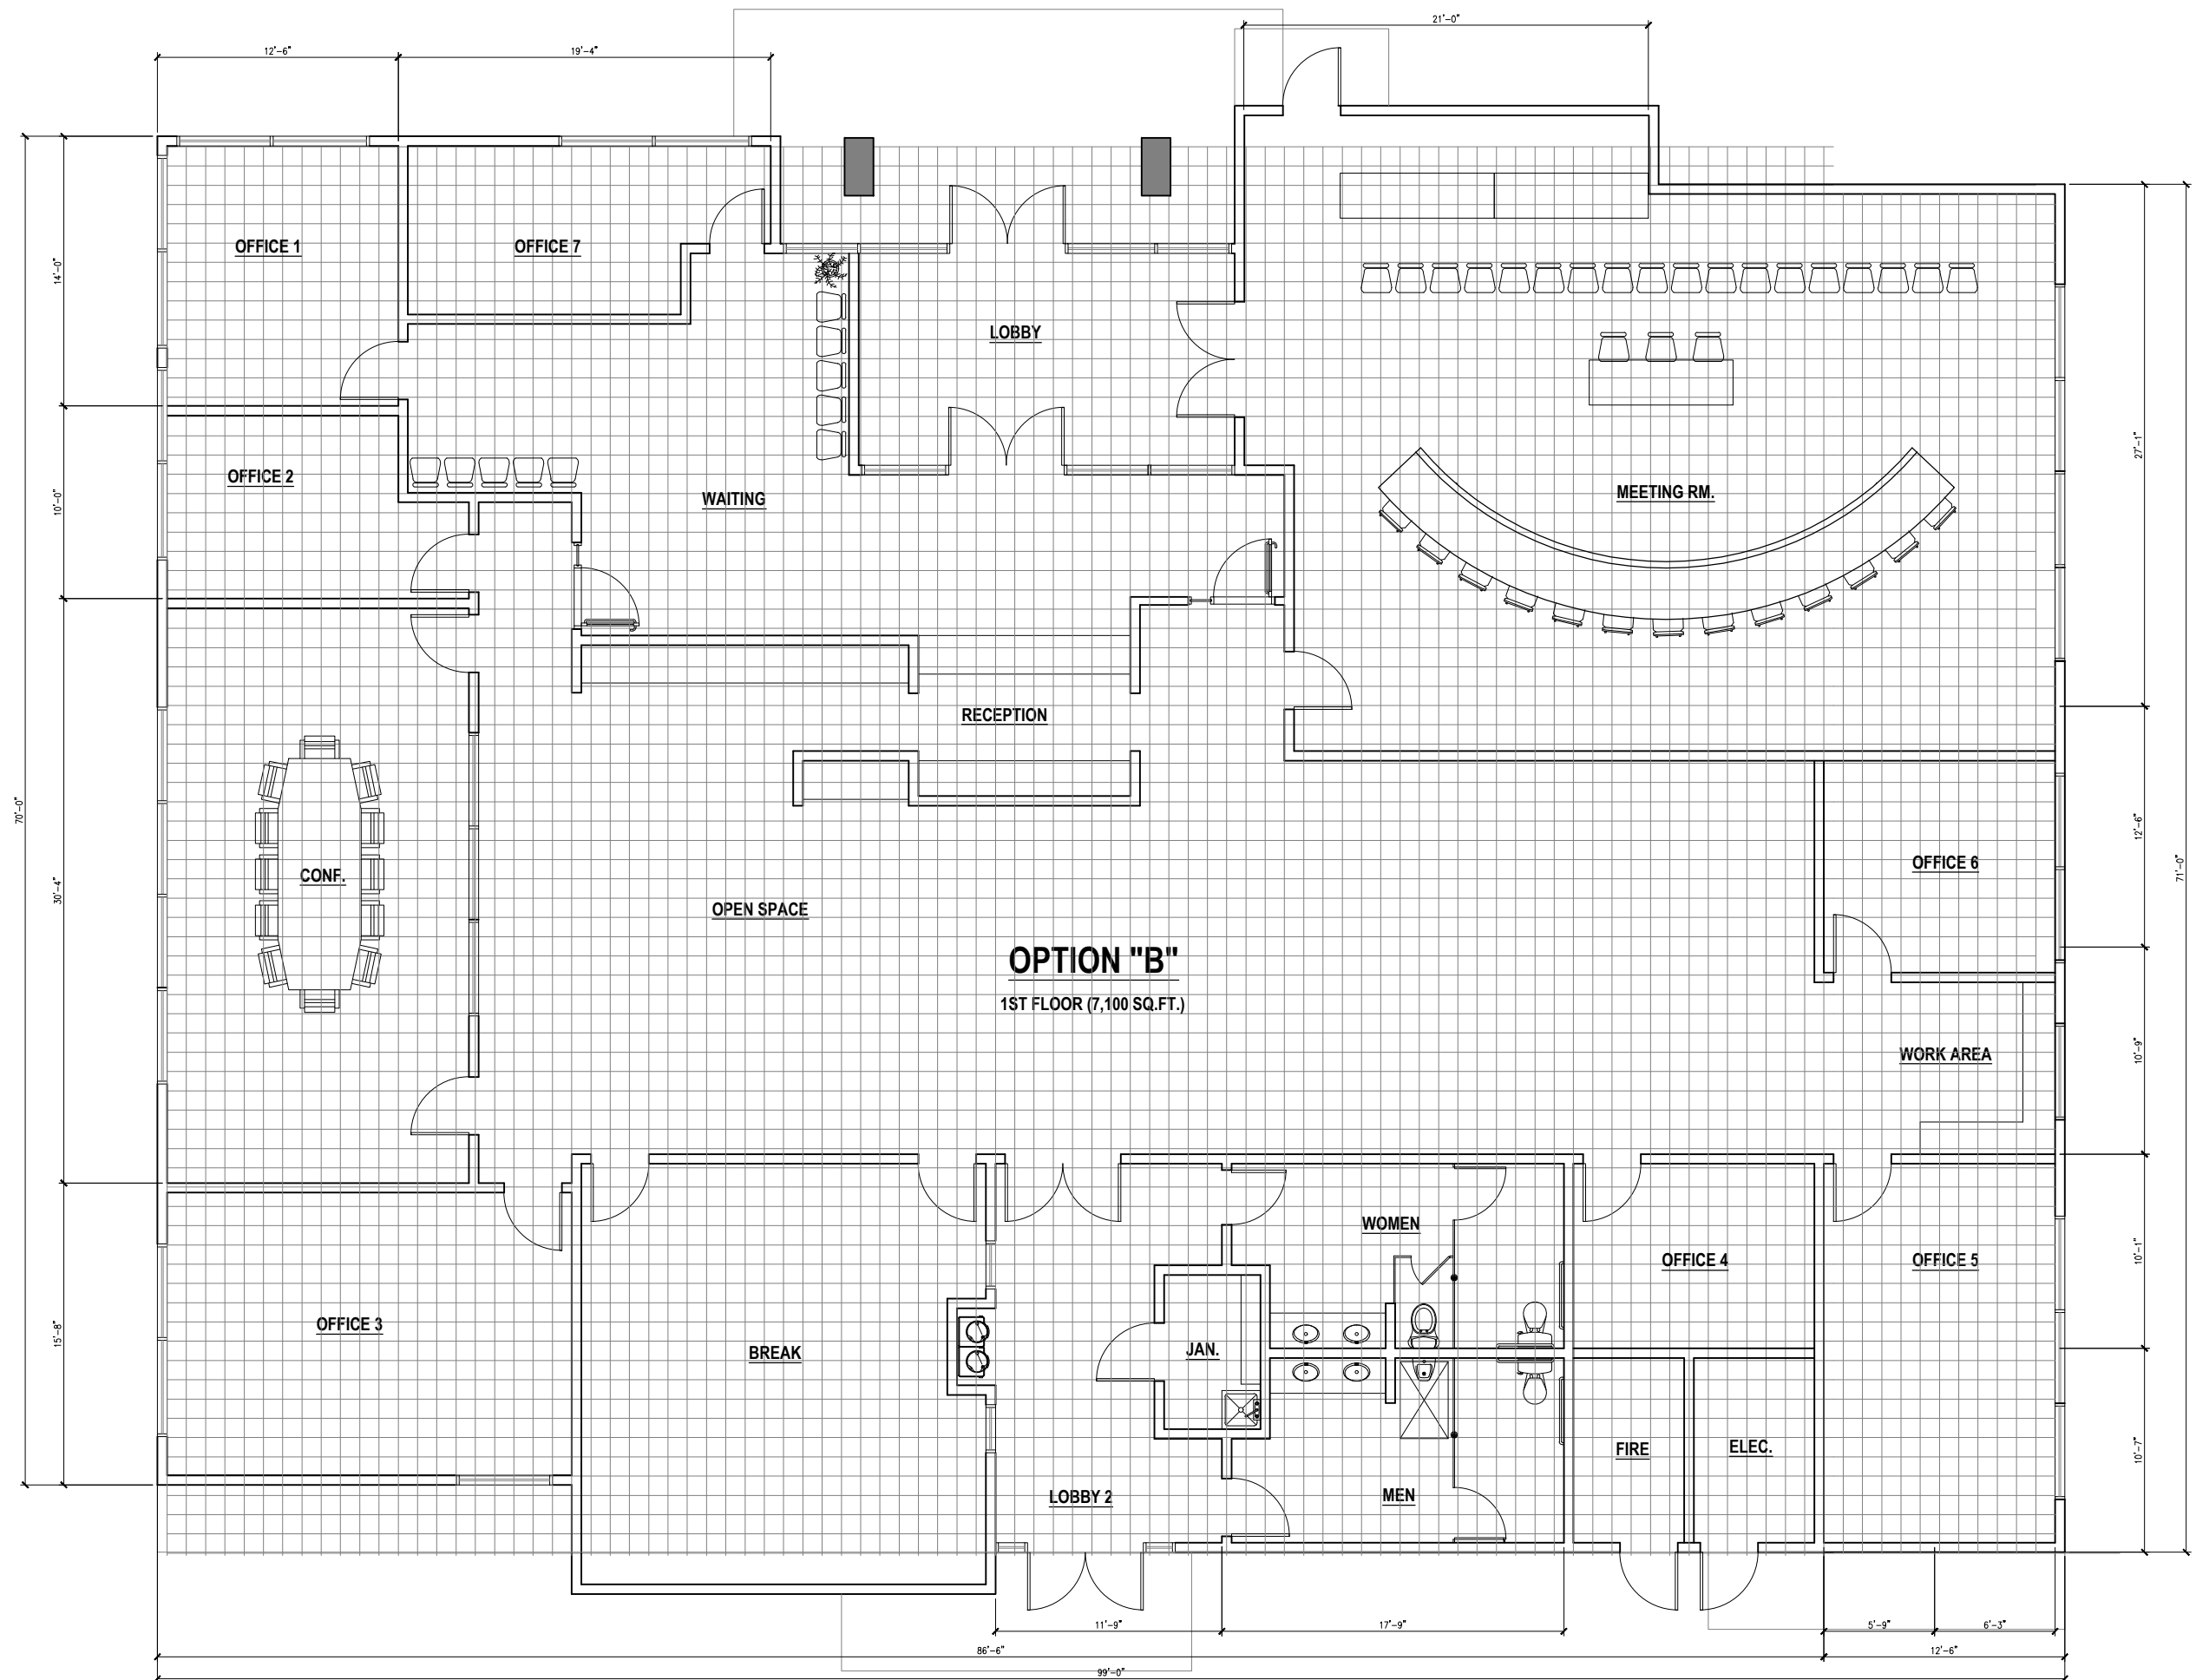 21'-0"
12'-6"
19'-4"
OFFICE 1
OFFICE 7
14'-0"
LOBBY
OFFICE 2
WAITING
MEETING RM.
10'-0"
27'-1"
RECEPTION
70'-0"
12'-6"
71'-0"
OFFICE 6
CONF.
30'-4"
OPEN SPACE
OPTION "B"
1ST FLOOR (7,100 SQ.FT.)
WORK AREA
10'-9"
WOMEN
OFFICE 4
OFFICE 5
10'-1"
OFFICE 3
15'-8"
BREAK
JAN.
FIRE
ELEC.
10'-7"
LOBBY 2
MEN
11'-9"
17'-9"
5'-9"
6'-3"
86'-6"
12'-6"
99'-0"